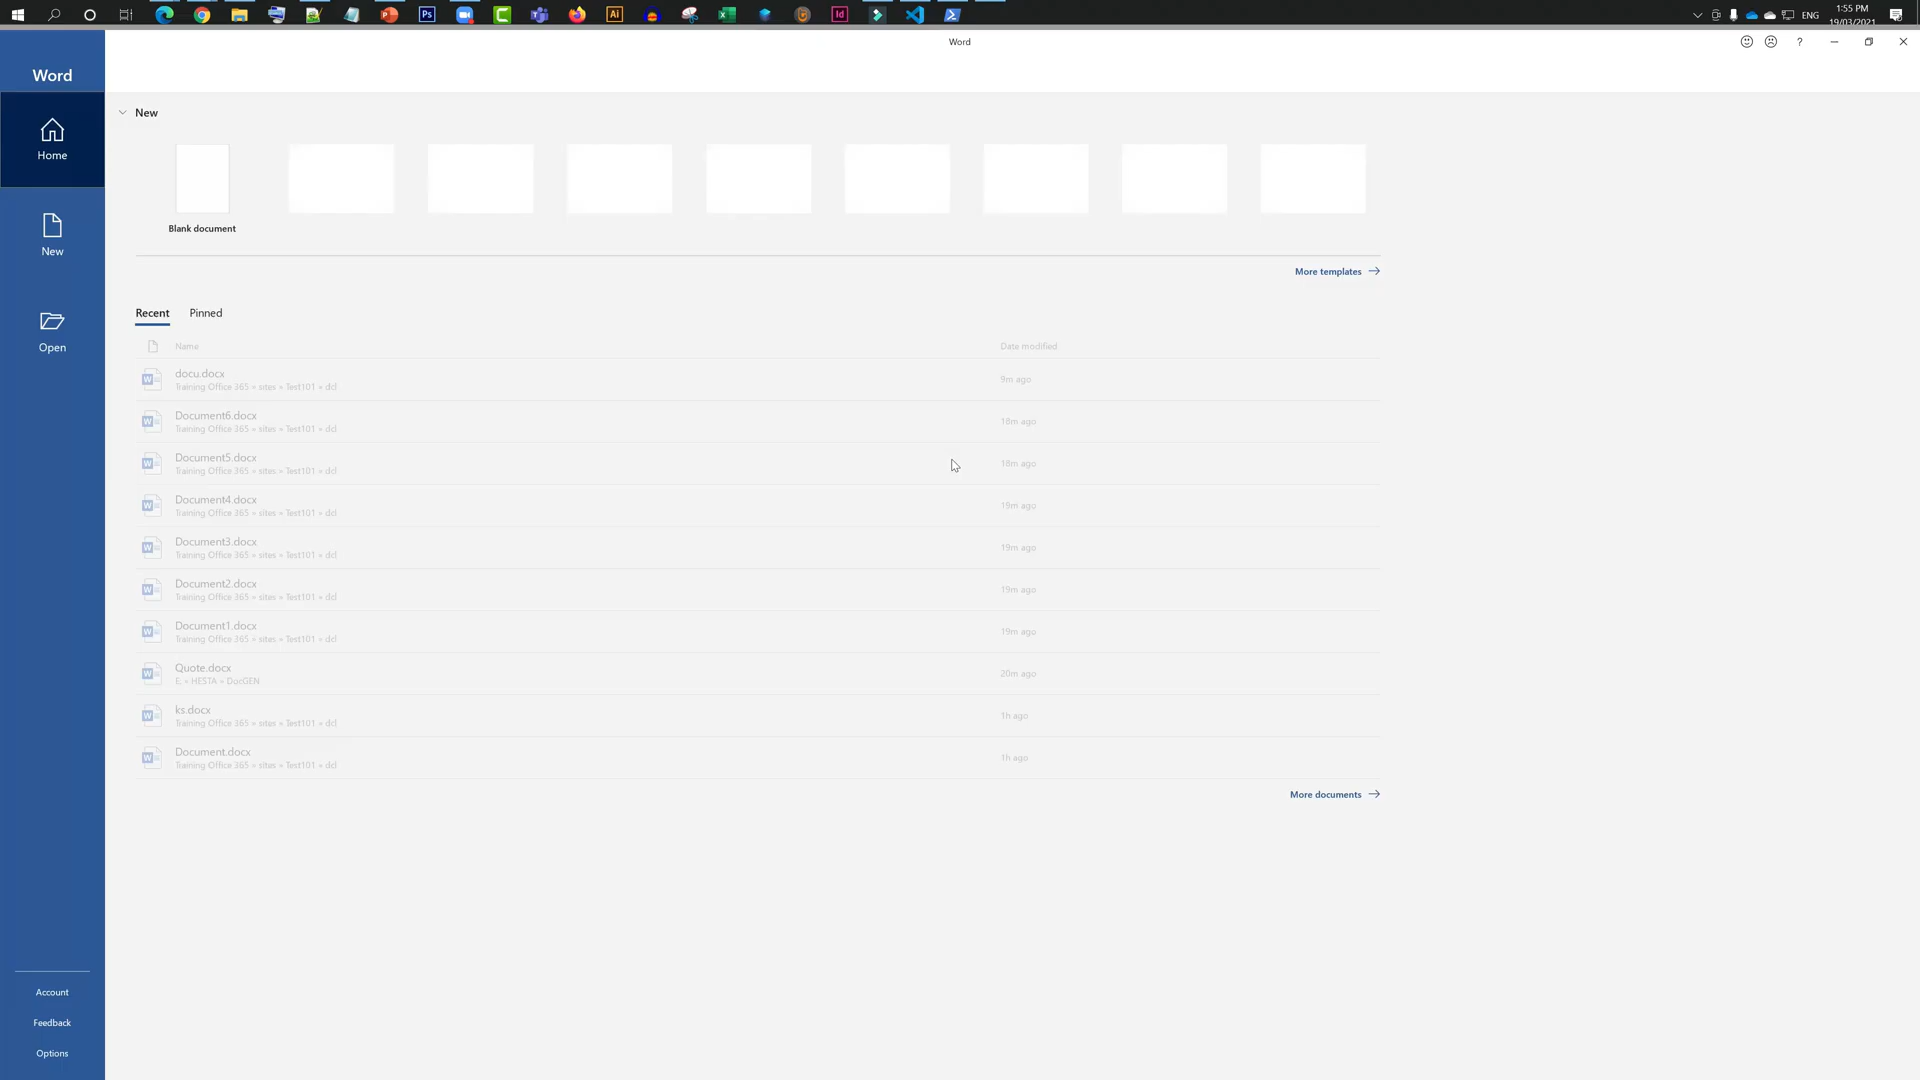 Ps
Ai
Id
ENG
1:55 PM
19/03/2021
Word
Word
Home
New
Open
Account
Feedback
Options
New
Blank document
More templates
Recent Pinned
Name Date modified
docu.docx 9m ago
Training Office 365 » sites » Test101 » dcl
Document6.docx 18m ago
Training Office 365 » sites » Test101 » dcl
Document5.docx 18m ago
Training Office 365 » sites » Test101 » dcl
Document4.docx 19m ago
Training Office 365 » sites » Test101 » dcl
Document3.docx 19m ago
Training Office 365 » sites » Test101 » dcl
Document2.docx 19m ago
Training Office 365 » sites » Test101 » dcl
Document1.docx 19m ago
Training Office 365 » sites » Test101 » dcl
Quote.docx 20m ago
E: » HESTA » DocGEN
ks.docx 1h ago
Training Office 365 » sites » Test101 » dcl
Document.docx 1h ago
Training Office 365 » sites » Test101 » dcl
More documents